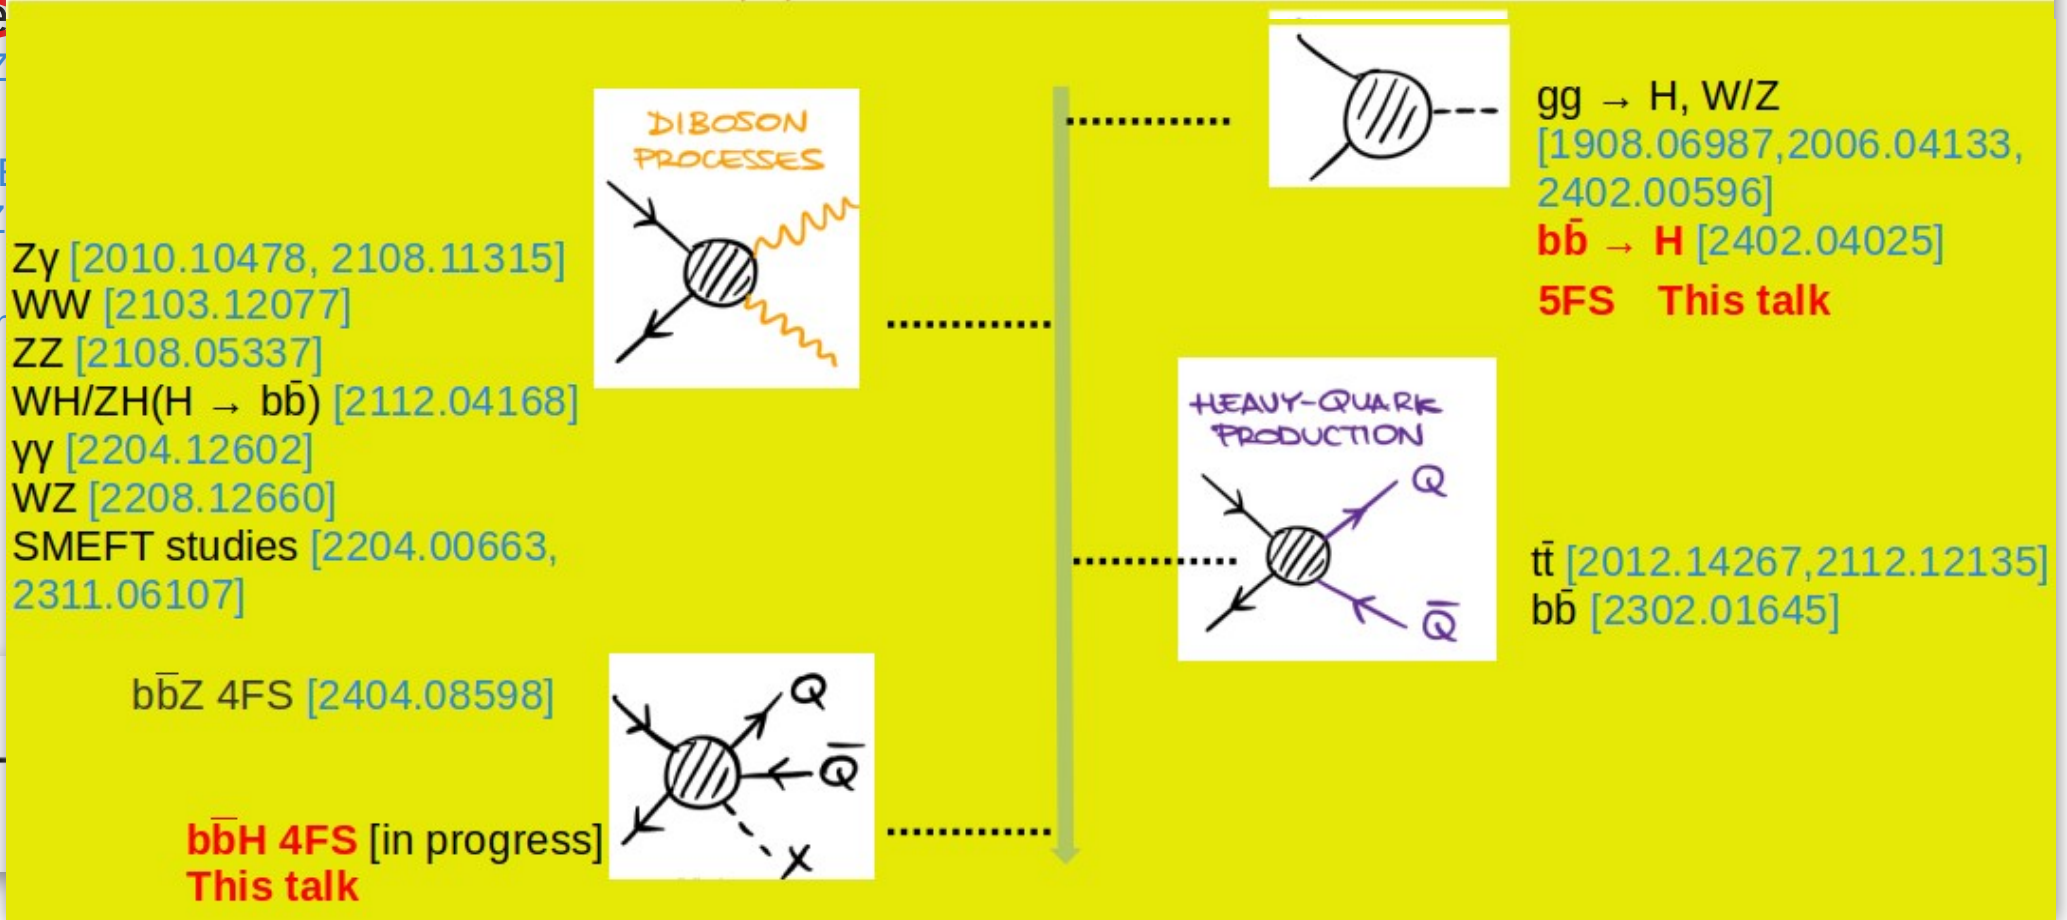 DIBOSON
PROCESSES
Zγ [2010.10478, 2108.11315]
WW [2103.12077]
ZZ [2108.05337]
WH/ZH(H → bb̄) [2112.04168]
γγ [2204.12602]
WZ [2208.12660]
SMEFT studies [2204.00663,
2311.06107]
bb̄Z 4FS [2404.08598]
Q
Q̄
X
bb̄H 4FS [in progress]
This talk
gg → H, W/Z
[1908.06987,2006.04133,
2402.00596]
bb̄ → H [2402.04025]
5FS This talk
HEAVY-QUARK
PRODUCTION
Q
Q̄
tt̄ [2012.14267,2112.12135]
bb̄ [2302.01645]